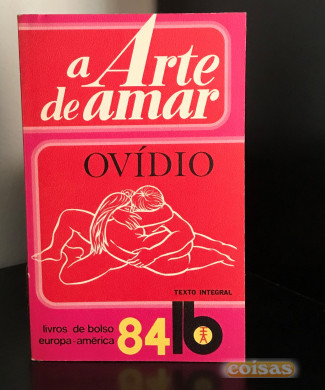 a Arte
de amar
OVÍDIO
TEXTO INTEGRAL
livros de bolso
europa-américa
84 lb
coisas